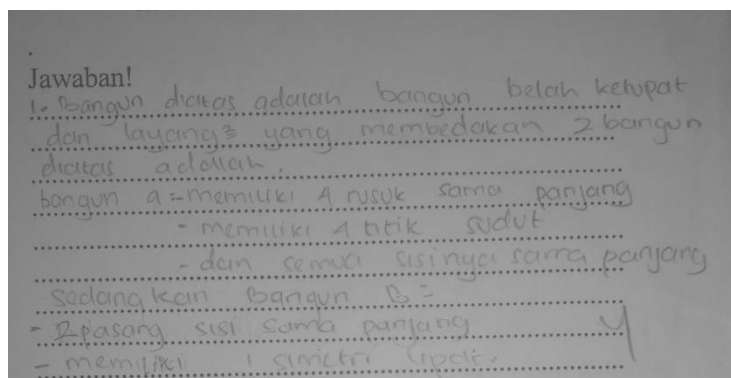 Jawaban!
1. Bangun diatas adalah bangun belah ketupat
dan layang² yang membedakan 2 bangun
diatas adalah.
bangun a = - memiliki 4 rusuk sama panjang
- memiliki 4 titik sudut
- dan semua sisinya sama panjang
sedangkan Bangun B =
- 2 pasang sisi sama panjang
- memiliki 1 simetri lipat.
4